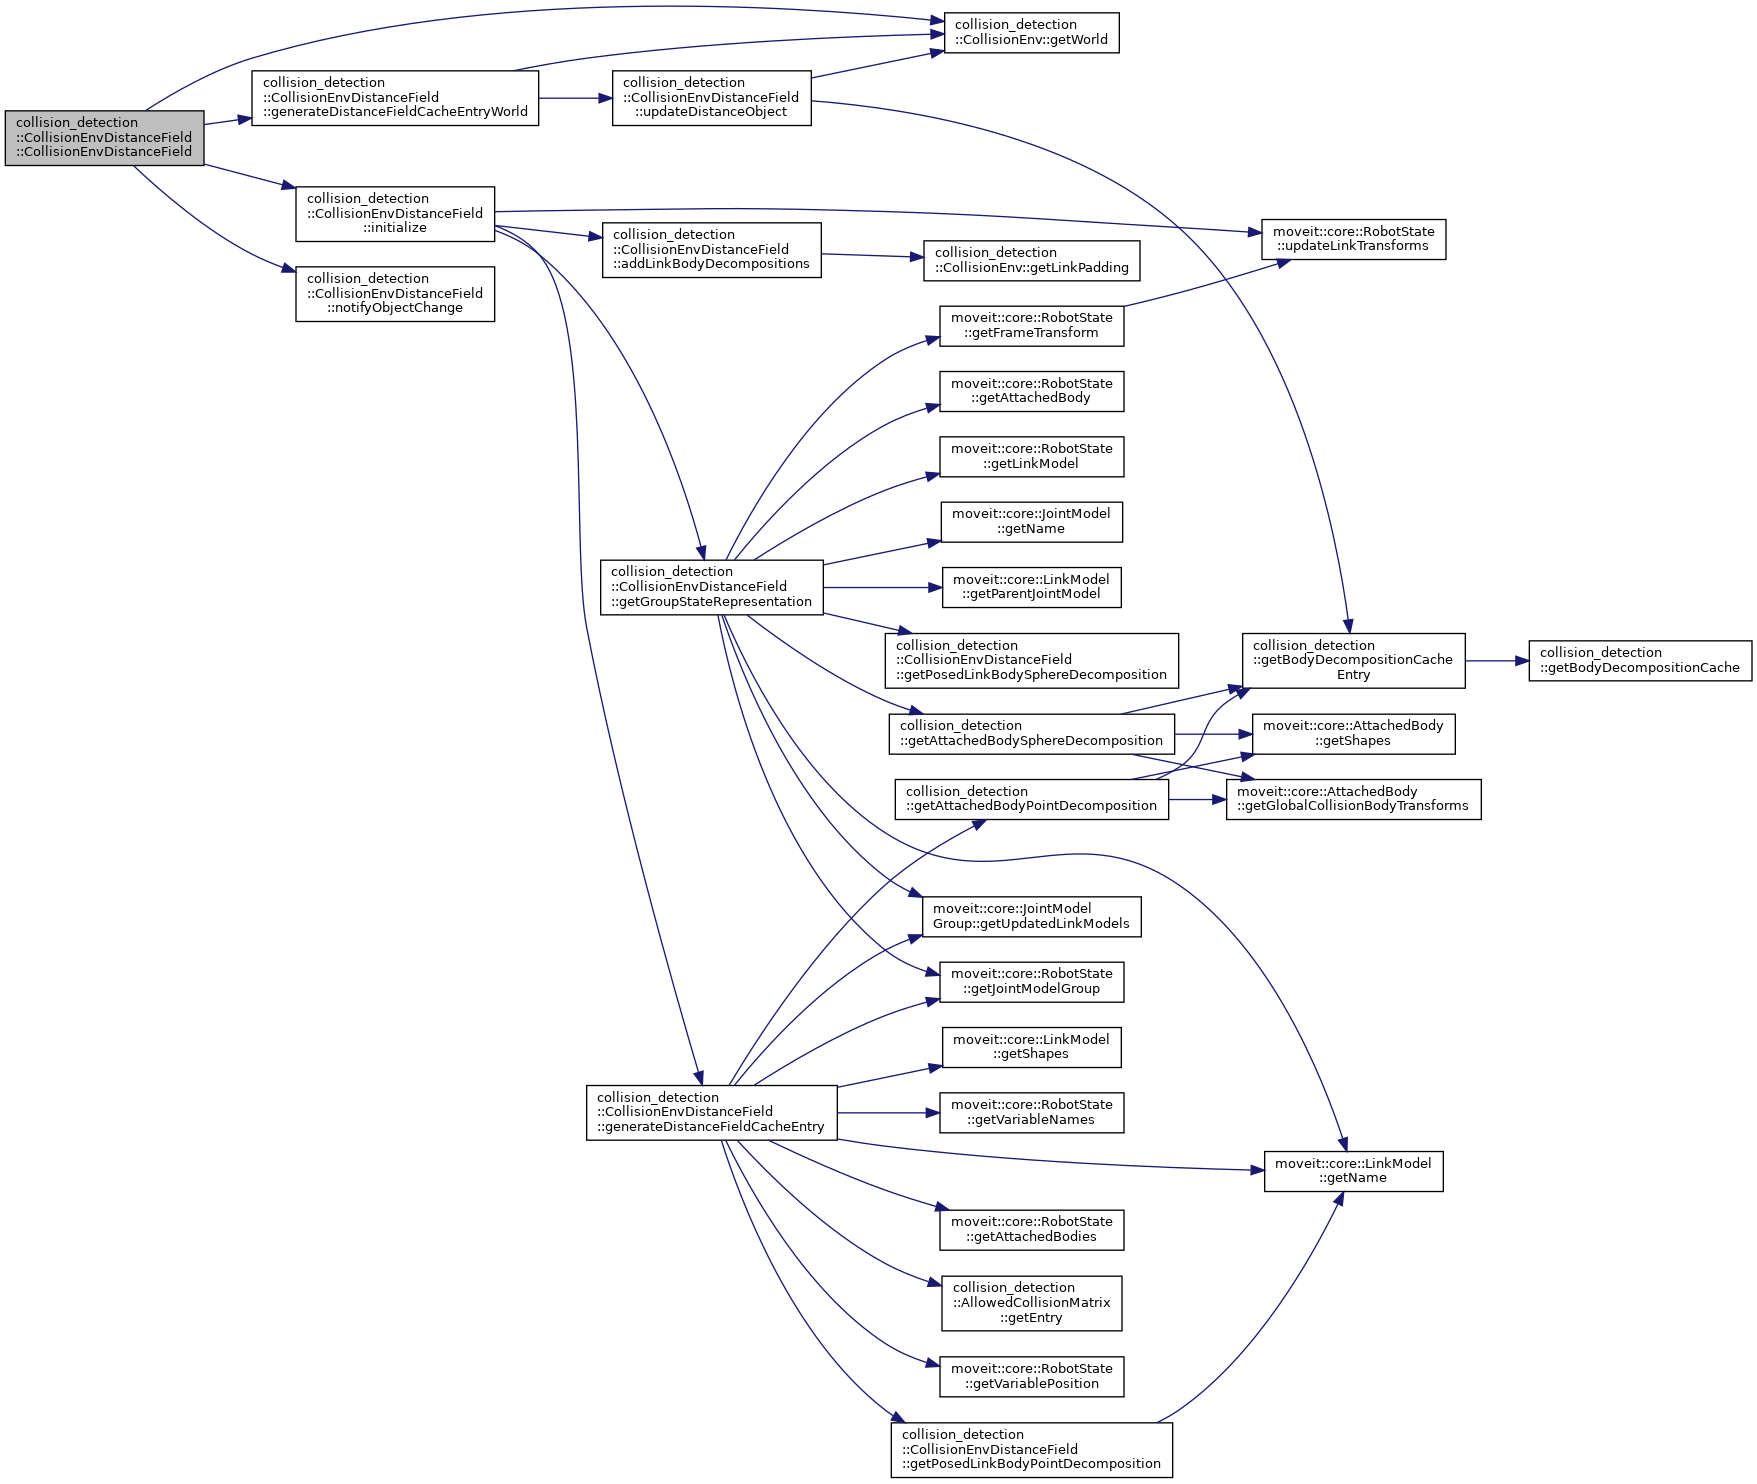 collision_detection
::CollisionEnvDistanceField
::CollisionEnvDistanceField
collision_detection
::CollisionEnv::getWorld
collision_detection
::CollisionEnvDistanceField
::generateDistanceFieldCacheEntryWorld
collision_detection
::CollisionEnvDistanceField
::updateDistanceObject
collision_detection
::CollisionEnvDistanceField
::initialize
collision_detection
::CollisionEnvDistanceField
::notifyObjectChange
collision_detection
::CollisionEnvDistanceField
::addLinkBodyDecompositions
collision_detection
::CollisionEnv::getLinkPadding
moveit::core::RobotState
::updateLinkTransforms
moveit::core::RobotState
::getFrameTransform
moveit::core::RobotState
::getAttachedBody
moveit::core::RobotState
::getLinkModel
moveit::core::JointModel
::getName
collision_detection
::CollisionEnvDistanceField
::getGroupStateRepresentation
moveit::core::LinkModel
::getParentJointModel
collision_detection
::CollisionEnvDistanceField
::getPosedLinkBodySphereDecomposition
collision_detection
::getBodyDecompositionCache
Entry
collision_detection
::getBodyDecompositionCache
collision_detection
::getAttachedBodySphereDecomposition
moveit::core::AttachedBody
::getShapes
collision_detection
::getAttachedBodyPointDecomposition
moveit::core::AttachedBody
::getGlobalCollisionBodyTransforms
moveit::core::JointModel
Group::getUpdatedLinkModels
moveit::core::RobotState
::getJointModelGroup
moveit::core::LinkModel
::getShapes
collision_detection
::CollisionEnvDistanceField
::generateDistanceFieldCacheEntry
moveit::core::RobotState
::getVariableNames
moveit::core::LinkModel
::getName
moveit::core::RobotState
::getAttachedBodies
collision_detection
::AllowedCollisionMatrix
::getEntry
moveit::core::RobotState
::getVariablePosition
collision_detection
::CollisionEnvDistanceField
::getPosedLinkBodyPointDecomposition